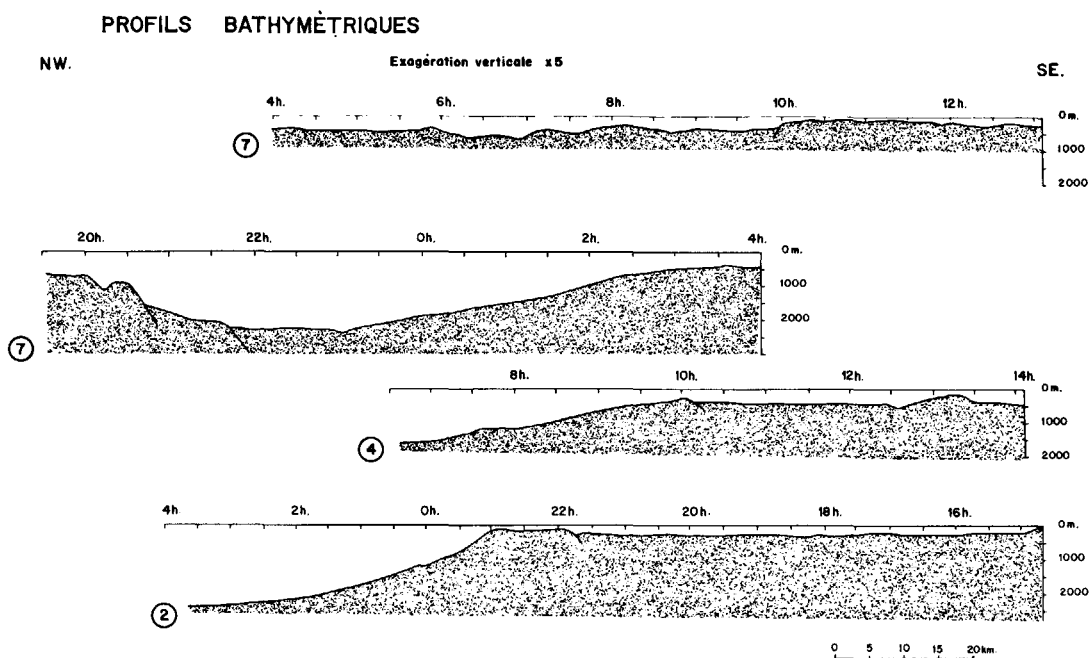 PROFILS BATHYMÈTRIQUES
NW.
Exagération verticale x5
SE.
4h. 6h. 8h. 10h. 12h.
0m.
7
1000
2000
20h. 22h. 0h. 2h. 4h.
0m.
1000
2000
7
8h. 10h. 12h. 14h.
0m.
1000
4
2000
4h. 2h. 0h. 22h. 20h. 18h. 16h.
0m.
1000
2000
2
0 5 10 15 20km.